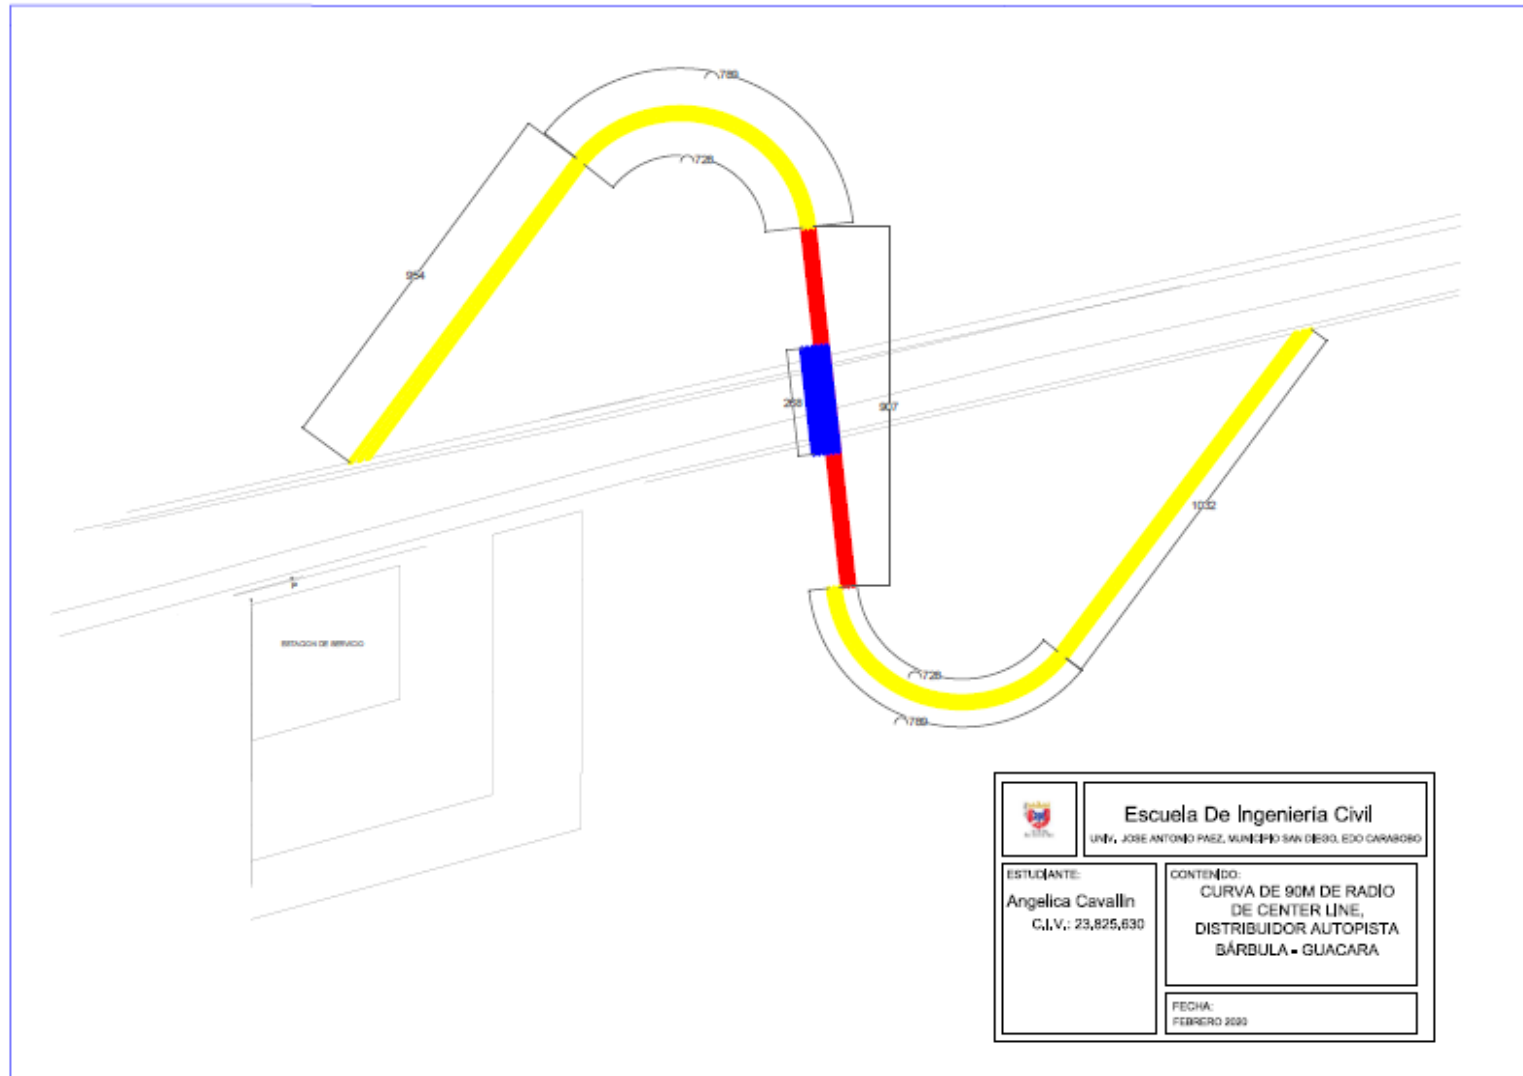 789
728
954
268
907
1032
P
ESTACION DE SERVICIO
728
789
Escuela De Ingeniería Civil
UNIV. JOSE ANTONIO PAEZ, MUNICIPIO SAN DIEGO, EDO CARABOBO
ESTUDIANTE:
Angelica Cavallin
C.I.V.: 23,825,630
CONTENIDO:
CURVA DE 90M DE RADIO
DE CENTER LINE,
DISTRIBUIDOR AUTOPISTA
BÁRBULA - GUACARA
FECHA:
FEBRERO 2020